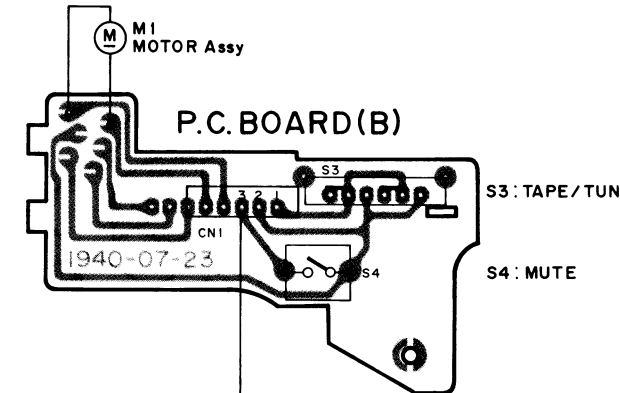 M
M1
MOTOR Assy
P.C. BOARD (B)
S3
S3: TAPE/TUN
3 2 1
CN1
1940-07-23
S4
S4: MUTE